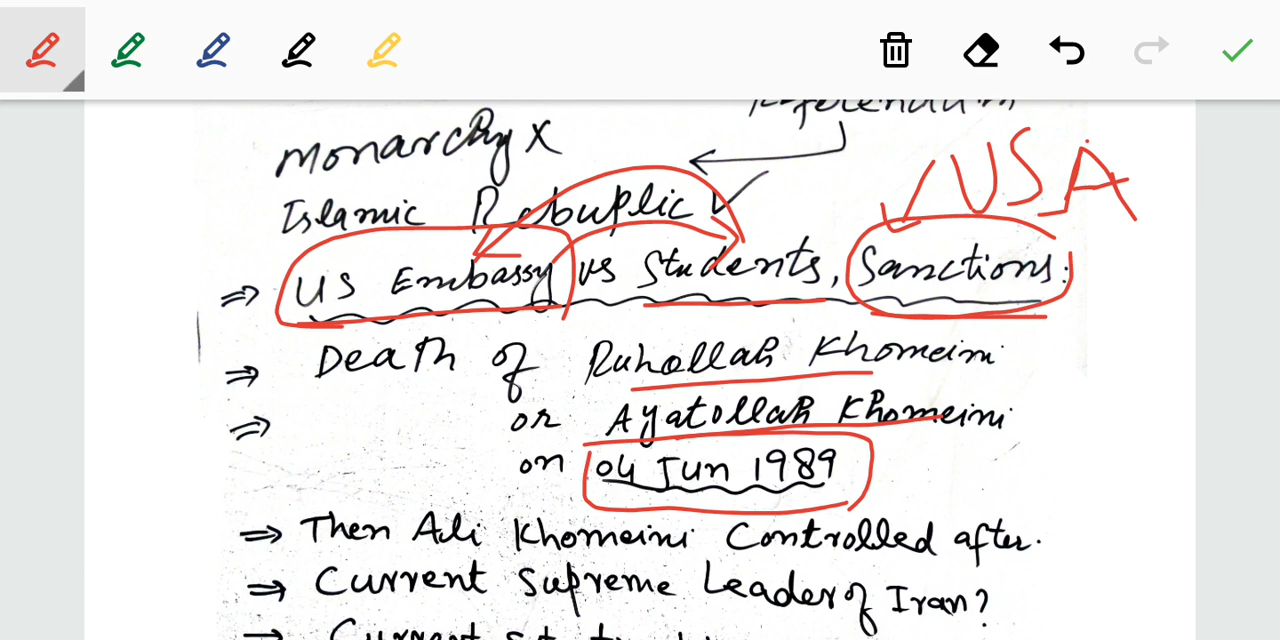 Monarchy X
Islamic Rebuplic ✓ USA
⇒ US Embassy vs Students, Sanctions:
⇒ Death of Ruhollah Khomeini
⇒ or Ayatollah Khomeini
on 04 Jun 1989
⇒ Then Ali Khomeini Controlled after.
⇒ Current Supreme Leader of Iran?
⇒ Current